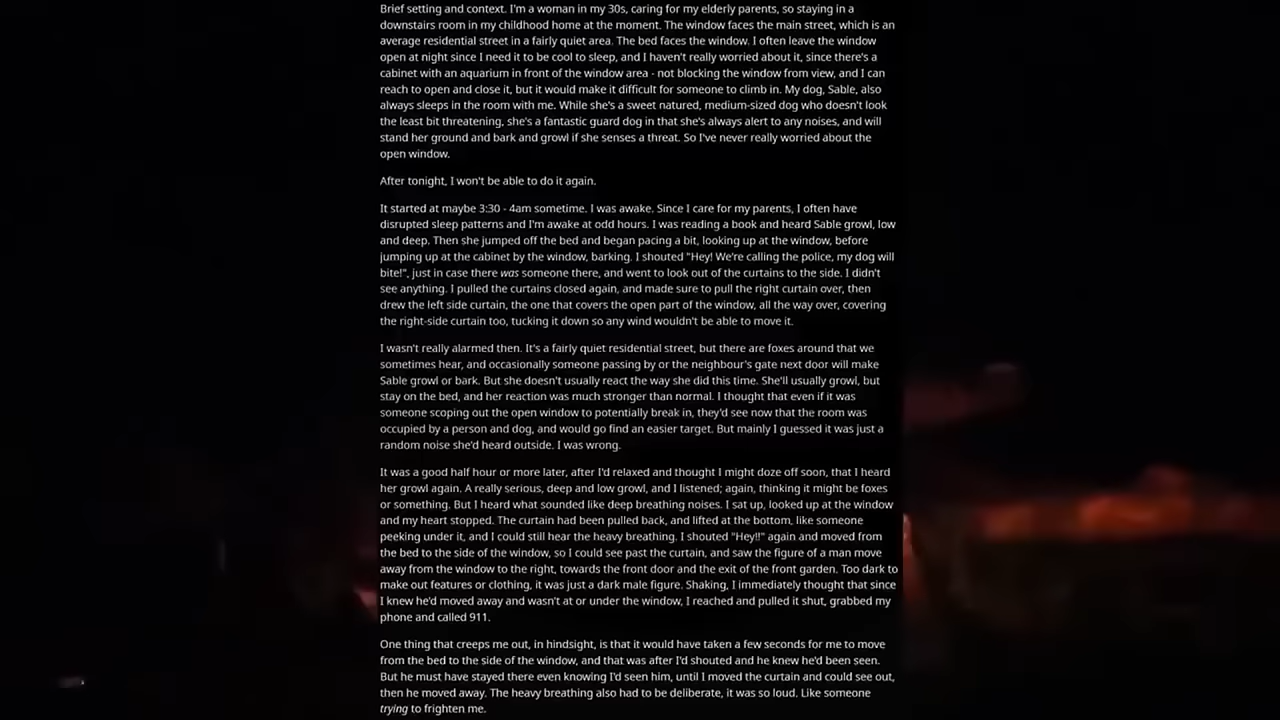 Brief setting and context. I'm a woman in my 30s, caring for my elderly parents, so staying in a
downstairs room in my childhood home at the moment. The window faces the main street, which is an
average residential street in a fairly quiet area. The bed faces the window. I often leave the window
open at night since I need it to be cool to sleep, and I haven't really worried about it, since there's a
cabinet with an aquarium in front of the window area - not blocking the window from view, and I can
reach to open and close it, but it would make it difficult for someone to climb in. My dog, Sable, also
always sleeps in the room with me. While she's a sweet natured, medium-sized dog who doesn't look
the least bit threatening, she's a fantastic guard dog in that she's always alert to any noises, and will
stand her ground and bark and growl if she senses a threat. So I've never really worried about the
open window.
After tonight, I won't be able to do it again.
It started at maybe 3:30 - 4am sometime. I was awake. Since I care for my parents, I often have
disrupted sleep patterns and I'm awake at odd hours. I was reading a book and heard Sable growl, low
and deep. Then she jumped off the bed and began pacing a bit, looking up at the window, before
jumping up at the cabinet by the window, barking. I shouted "Hey! We're calling the police, my dog will
bite!", just in case there was someone there, and went to look out of the curtains to the side. I didn't
see anything. I pulled the curtains closed again, and made sure to pull the right curtain over, then
drew the left side curtain, the one that covers the open part of the window, all the way over, covering
the right-side curtain too, tucking it down so any wind wouldn't be able to move it.
I wasn't really alarmed then. It's a fairly quiet residential street, but there are foxes around that we
sometimes hear, and occasionally someone passing by or the neighbour's gate next door will make
Sable growl or bark. But she doesn't usually react the way she did this time. She'll usually growl, but
stay on the bed, and her reaction was much stronger than normal. I thought that even if it was
someone scoping out the open window to potentially break in, they'd see now that the room was
occupied by a person and dog, and would go find an easier target. But mainly I guessed it was just a
random noise she'd heard outside. I was wrong.
It was a good half hour or more later, after I'd relaxed and thought I might doze off soon, that I heard
her growl again. A really serious, deep and low growl, and I listened; again, thinking it might be foxes
or something. But I heard what sounded like deep breathing noises. I sat up, looked up at the window
and my heart stopped. The curtain had been pulled back, and lifted at the bottom, like someone
peeking under it, and I could still hear the heavy breathing. I shouted "Hey!!" again and moved from
the bed to the side of the window, so I could see past the curtain, and saw the figure of a man move
away from the window to the right, towards the front door and the exit of the front garden. Too dark to
make out features or clothing, it was just a dark male figure. Shaking, I immediately thought that since
I knew he'd moved away and wasn't at or under the window, I reached and pulled it shut, grabbed my
phone and called 911.
One thing that creeps me out, in hindsight, is that it would have taken a few seconds for me to move
from the bed to the side of the window, and that was after I'd shouted and he knew he'd been seen.
But he must have stayed there even knowing I'd seen him, until I moved the curtain and could see out,
then he moved away. The heavy breathing also had to be deliberate, it was so loud. Like someone
trying to frighten me.